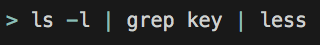 > ls -l | grep key | less